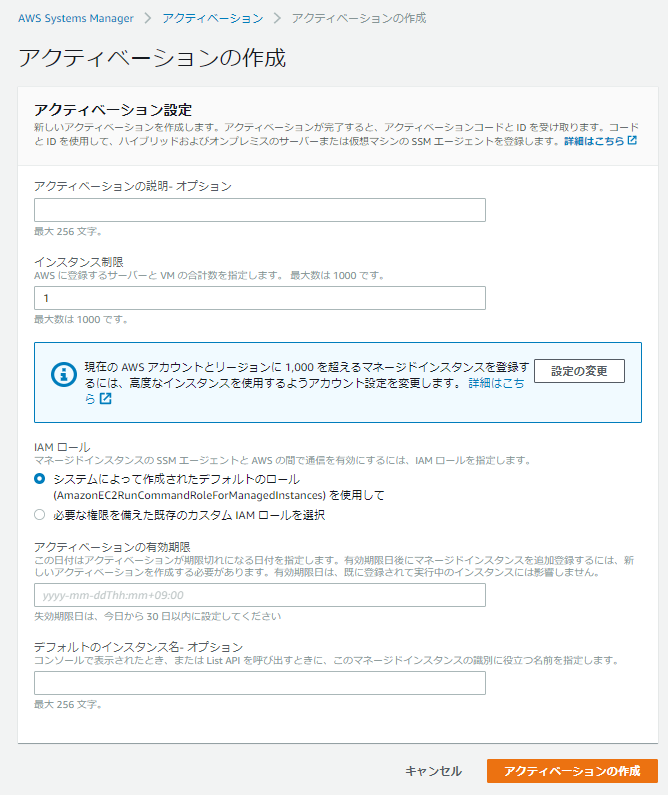 AWS Systems Manager > アクティベーション > アクティベーションの作成
アクティベーションの作成
アクティベーション設定
新しいアクティベーションを作成します。アクティベーションが完了すると、アクティベーションコードと ID を受け取ります。コード
と ID を使用して、ハイブリッドおよびオンプレミスのサーバーまたは仮想マシンの SSM エージェントを登録します。詳細はこちら
アクティベーションの説明- オプション
最大 256 文字。
インスタンス制限
AWS に登録するサーバーと VM の合計数を指定します。 最大数は 1000 です。
1
最大数は 1000 です。
現在の AWS アカウントとリージョンに 1,000 を超えるマネージドインスタンスを登録す
るには、高度なインスタンスを使用するようアカウント設定を変更します。 詳細はこち
ら
設定の変更
IAM ロール
マネージドインスタンスの SSM エージェントと AWS の間で通信を有効にするには、IAM ロールを指定します。
システムによって作成されたデフォルトのロール
(AmazonEC2RunCommandRoleForManagedInstances) を使用して
必要な権限を備えた既存のカスタム IAM ロールを選択
アクティベーションの有効期限
この日付はアクティベーションが期限切れになる日付を指定します。有効期限日後にマネージドインスタンスを追加登録するには、新
しいアクティベーションを作成する必要があります。有効期限日は、既に登録されて実行中のインスタンスには影響しません。
yyyy-mm-ddThh:mm+09:00
失効期限日は、今日から 30 日以内に設定してください
デフォルトのインスタンス名- オプション
コンソールで表示されたとき、または List API を呼び出すときに、このマネージドインスタンスの識別に役立つ名前を指定します。
最大 256 文字。
キャンセル
アクティベーションの作成